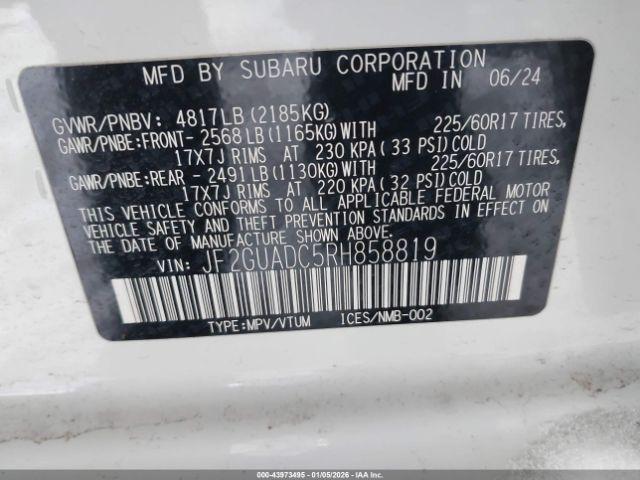 MFD BY SUBARU CORPORATION
MFD IN 06/24
GVWR/PNBV: 4817LB(2185KG)
GAWR/PNBE:FRONT- 2568LB(1165KG)WITH 225/60R17 TIRES,
17X7J RIMS AT 230 KPA(33 PSI)COLD
GAWR/PNBE:REAR - 2491LB(1130KG)WITH 225/60R17 TIRES,
17X7J RIMS AT 220 KPA(32 PSI)COLD
THIS VEHICLE CONFORMS TO ALL APPLICABLE FEDERAL MOTOR
VEHICLE SAFETY AND THEFT PREVENTION STANDARDS IN EFFECT
ON THE DATE OF MANUFACTURE SHOWN ABOVE.
VIN: JF2GUADC5RH858819
TYPE:MPV/VTUM ICES/NMB-002
000-43973495 - 01/05/2026 - IAAI.COM